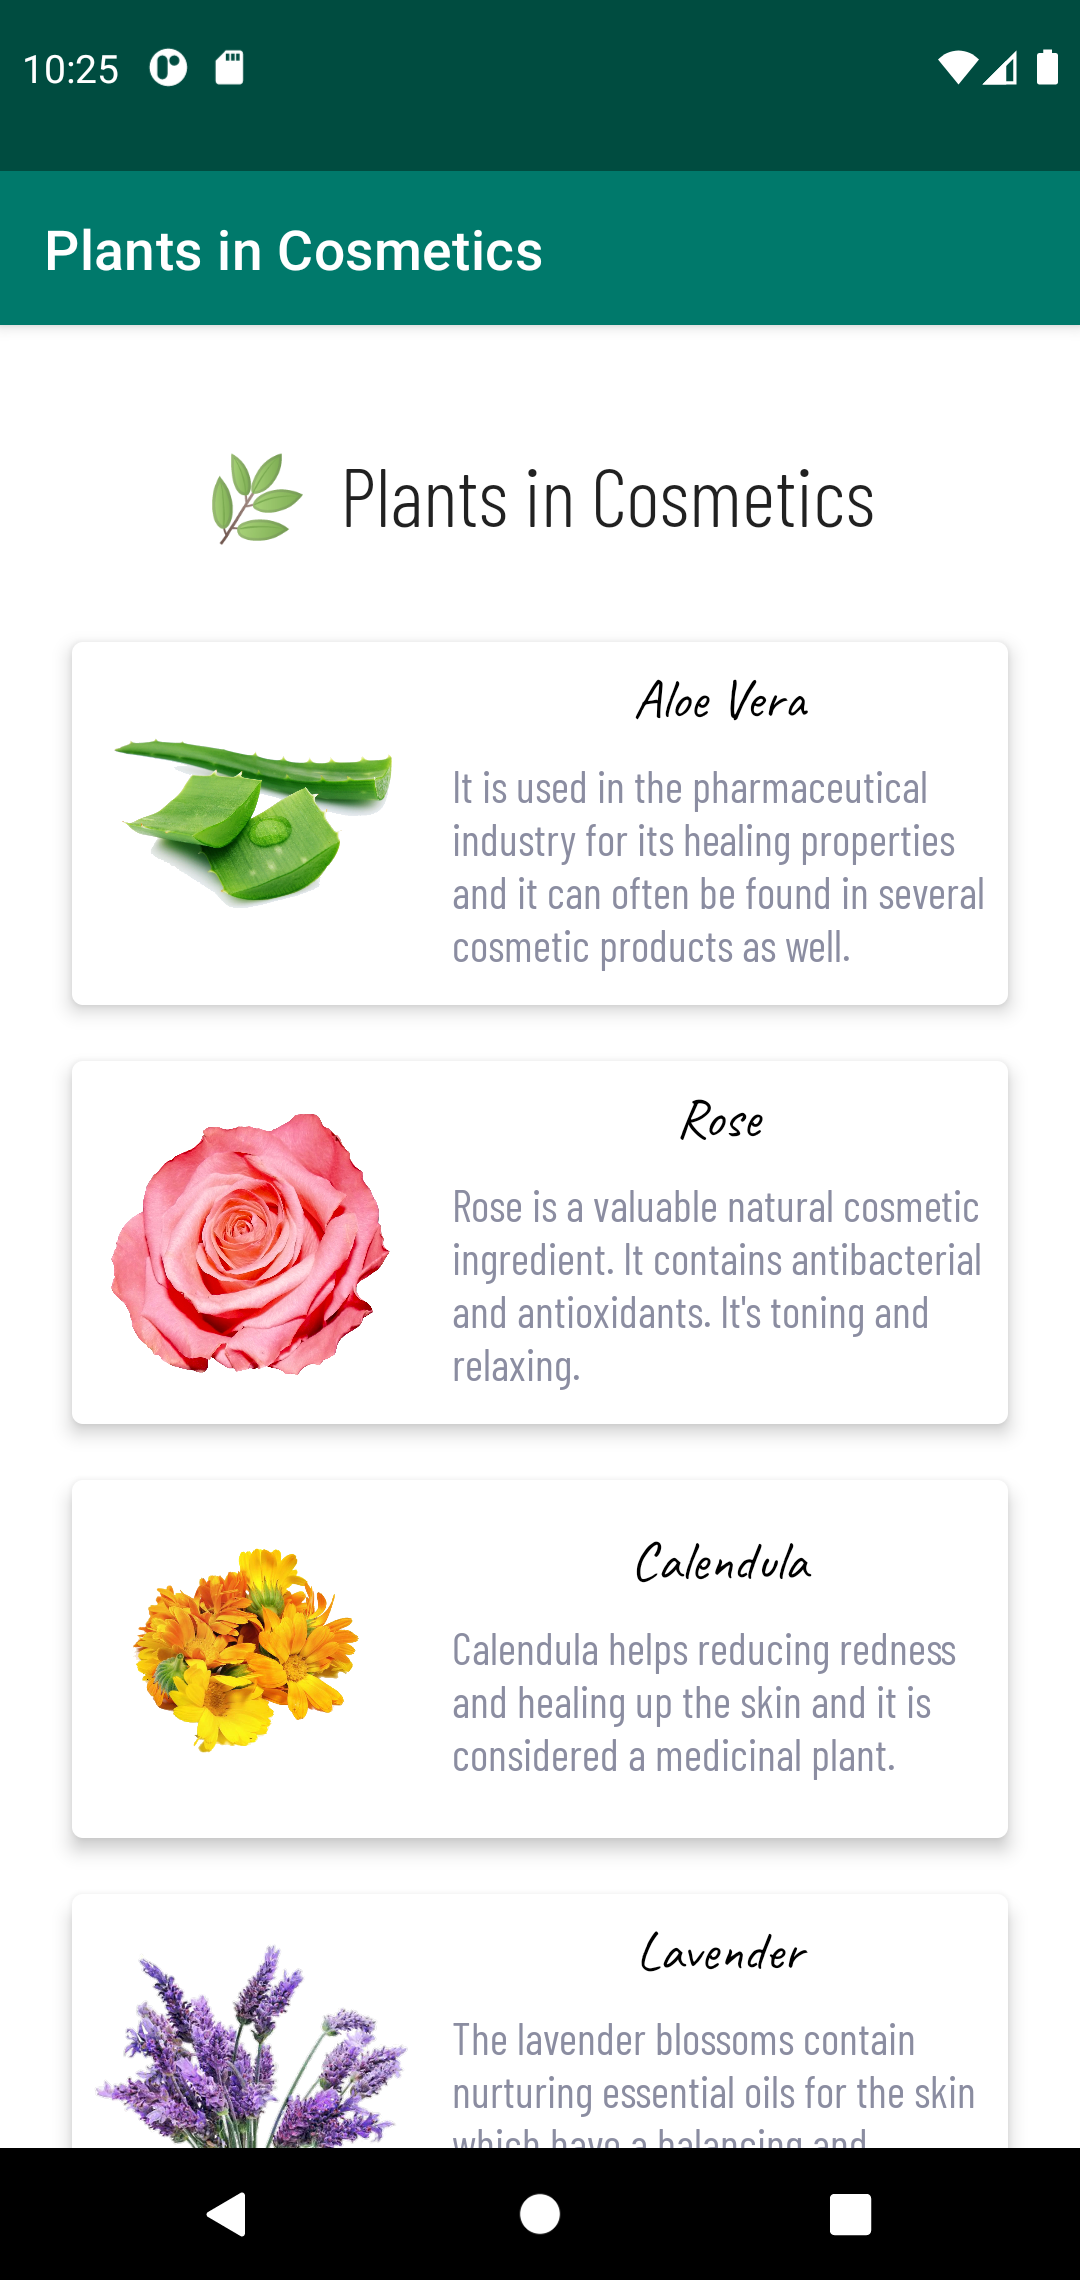 10:25
Plants in Cosmetics
Plants in Cosmetics
Aloe Vera
It is used in the pharmaceutical
industry for its healing properties
and it can often be found in several
cosmetic products as well.
Rose
Rose is a valuable natural cosmetic
ingredient. It contains antibacterial
and antioxidants. It's toning and
relaxing.
Calendula
Calendula helps reducing redness
and healing up the skin and it is
considered a medicinal plant.
Lavender
The lavender blossoms contain
nurturing essential oils for the skin
which have a balancing and